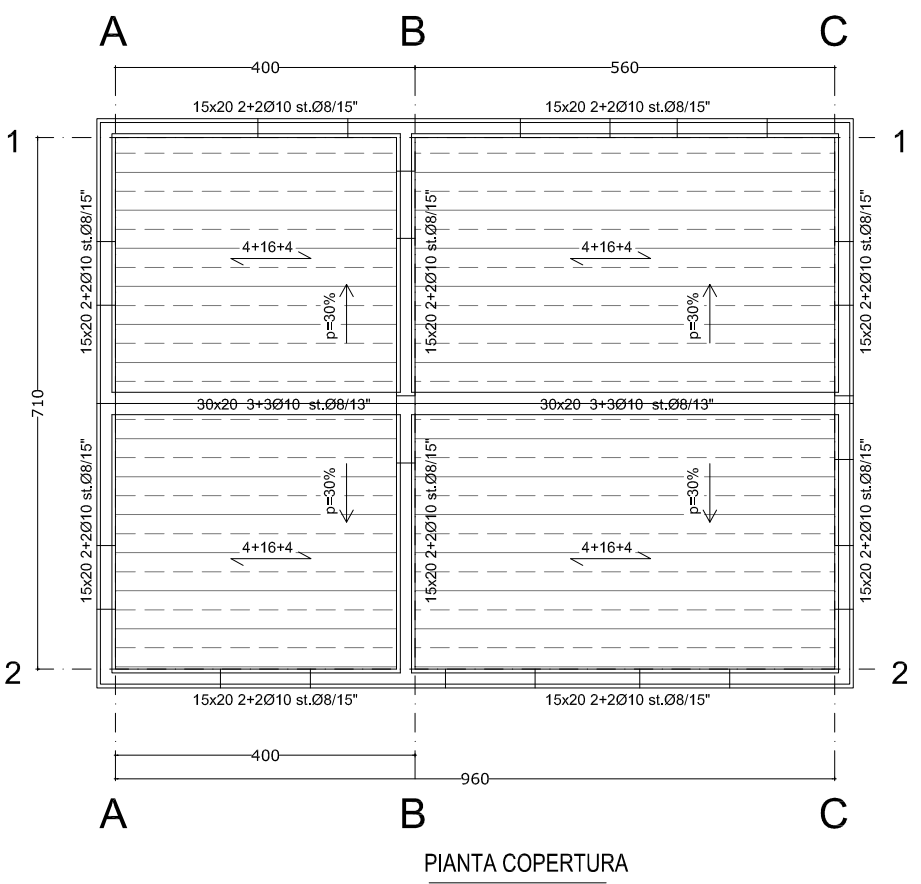 A B C
400 560
15x20 2+2Ø10 st.Ø8/15" 15x20 2+2Ø10 st.Ø8/15"
1 1
15x20 2+2Ø10 st.Ø8/15" 15x20 2+2Ø10 st.Ø8/15" 15x20 2+2Ø10 st.Ø8/15"
4+16+4 4+16+4
p=30% p=30%
710
30x20 3+3Ø10 st.Ø8/13" 30x20 3+3Ø10 st.Ø8/13"
15x20 2+2Ø10 st.Ø8/15" 15x20 2+2Ø10 st.Ø8/15" 15x20 2+2Ø10 st.Ø8/15"
p=30% p=30%
4+16+4 4+16+4
2 2
15x20 2+2Ø10 st.Ø8/15" 15x20 2+2Ø10 st.Ø8/15"
400
960
A B C
PIANTA COPERTURA